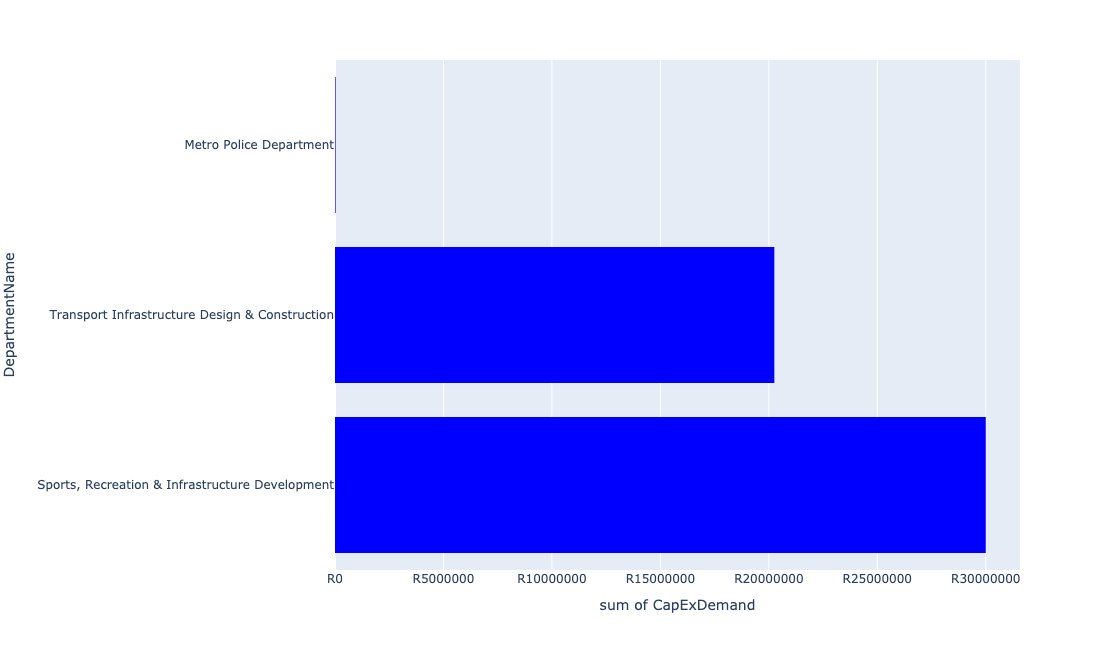 DepartmentName
Metro Police Department
Transport Infrastructure Design & Construction
Sports, Recreation & Infrastructure Development
R0 R5000000 R10000000 R15000000 R20000000 R25000000 R30000000
sum of CapExDemand